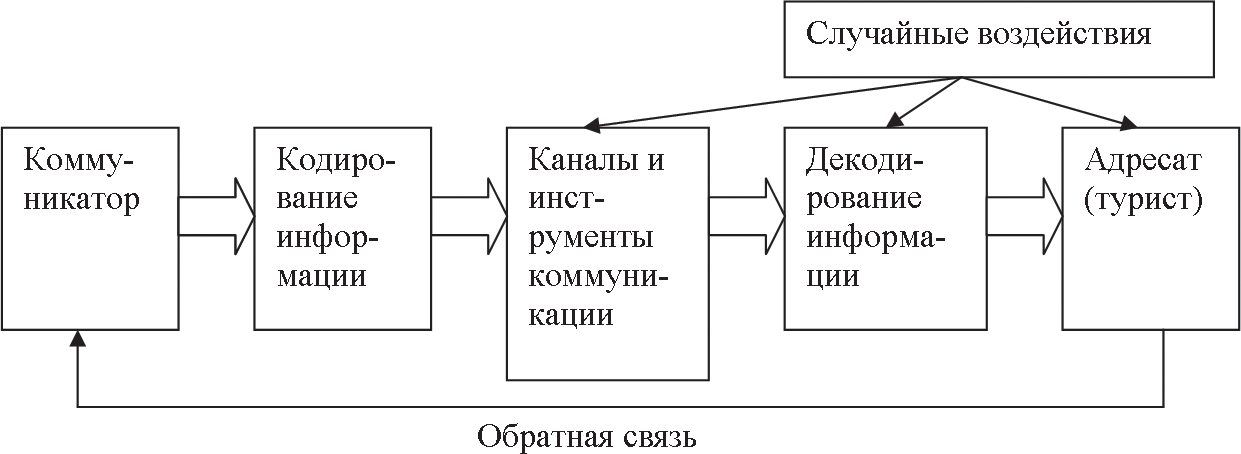 Случайные воздействия
Комму-
никатор
Кодиро-
вание
инфор-
мации
Каналы и
инст-
рументы
коммуни-
кации
Декоди-
рование
информа-
ции
Адресат
(турист)
Обратная связь